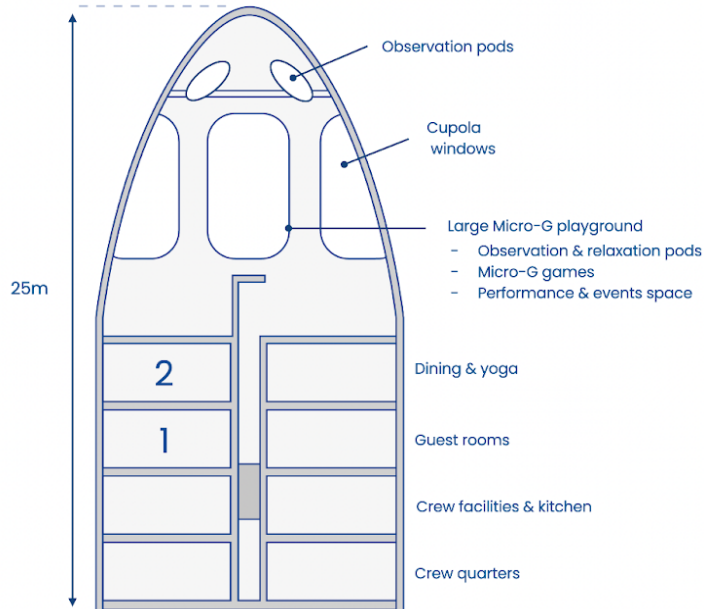 Observation pods
Cupola
windows
Large Micro-G playground
- Observation & relaxation pods
- Micro-G games
- Performance & events space
25m
2
Dining & yoga
1
Guest rooms
Crew facilities & kitchen
Crew quarters